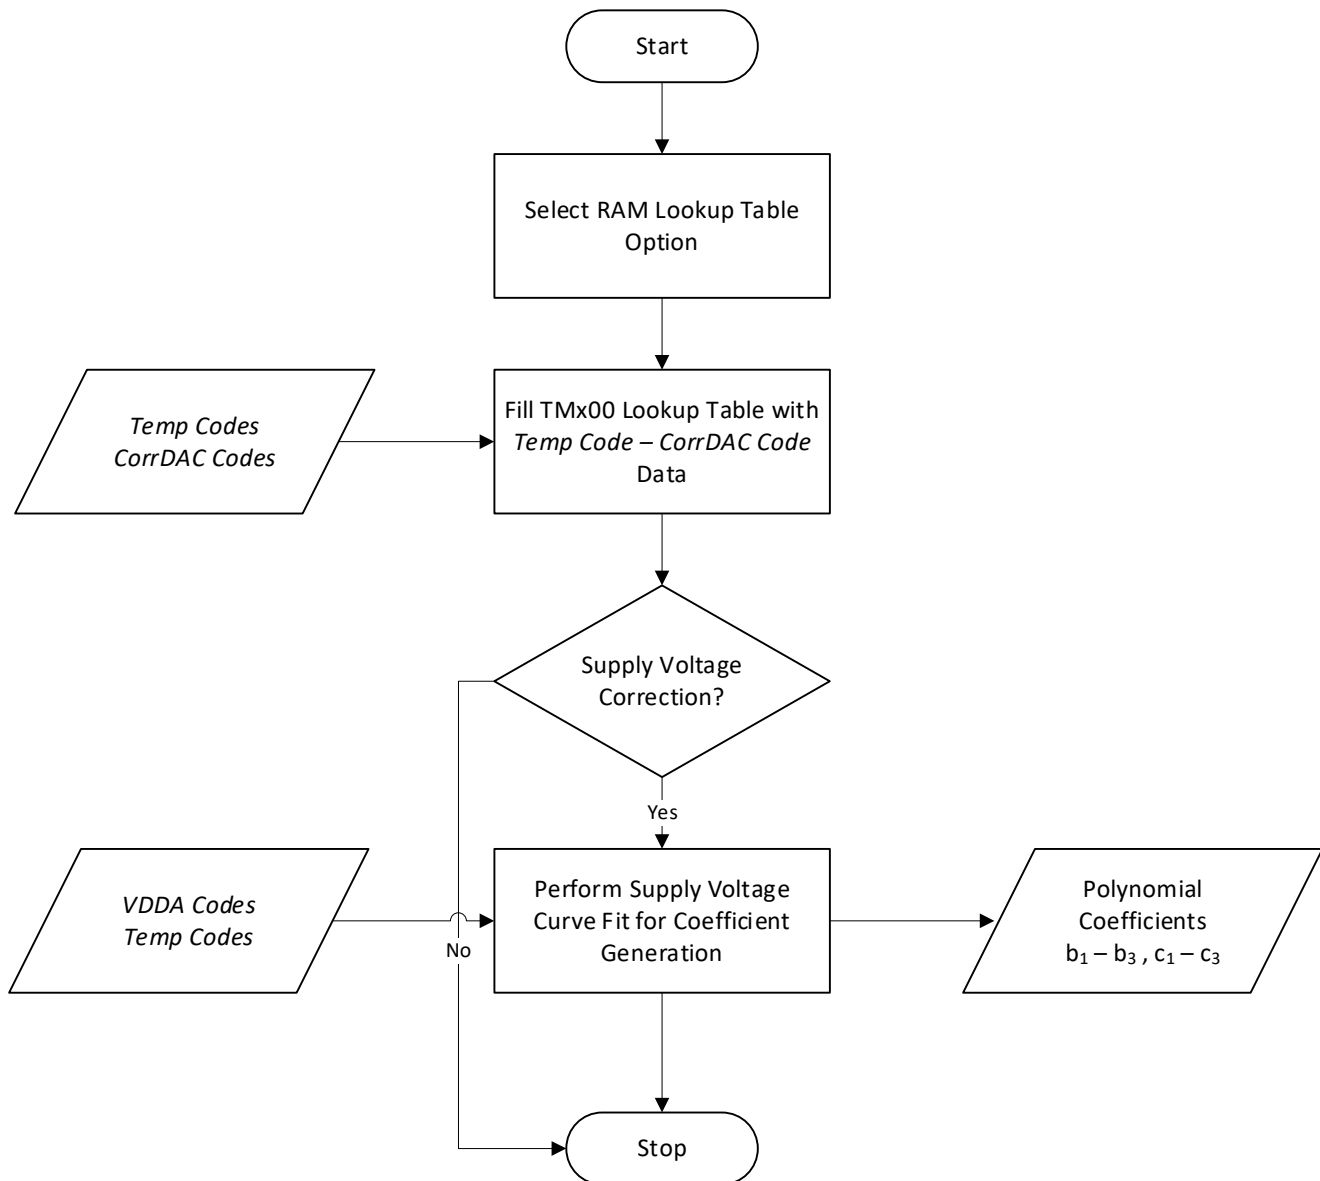 Start
Select RAM Lookup Table
Option
Temp Codes
CorrDAC Codes
Fill TMx00 Lookup Table with
Temp Code – CorrDAC Code
Data
Supply Voltage
Correction?
Yes
VDDA Codes
Temp Codes
No
Perform Supply Voltage
Curve Fit for Coefficient
Generation
Polynomial
Coefficients
b₁ – b₃ , c₁ – c₃
Stop